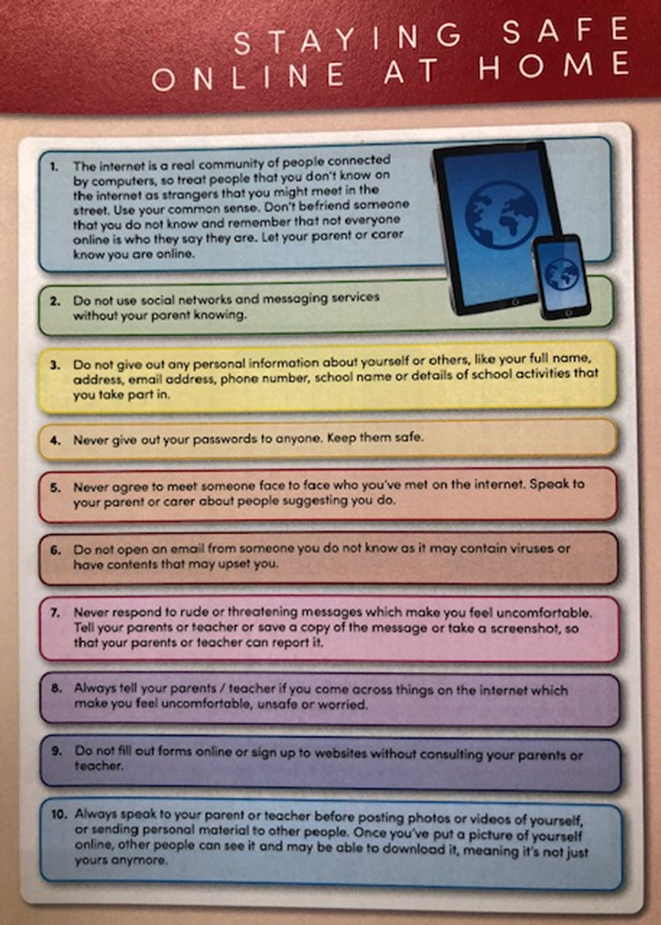 STAYING SAFE
ONLINE AT HOME
1. The internet is a real community of people connected
by computers, so treat people that you don't know on
the internet as strangers that you might meet in the
street. Use your common sense. Don't befriend someone
that you do not know and remember that not everyone
online is who they say they are. Let your parent or carer
know you are online.
2. Do not use social networks and messaging services
without your parent knowing.
3. Do not give out any personal information about yourself or others, like your full name,
address, email address, phone number, school name or details of school activities that
you take part in.
4. Never give out your passwords to anyone. Keep them safe.
5. Never agree to meet someone face to face who you've met on the internet. Speak to
your parent or carer about people suggesting you do.
6. Do not open an email from someone you do not know as it may contain viruses or
have contents that may upset you.
7. Never respond to rude or threatening messages which make you feel uncomfortable.
Tell your parents or teacher or save a copy of the message or take a screenshot, so
that your parents or teacher can report it.
8. Always tell your parents / teacher if you come across things on the internet which
make you feel uncomfortable, unsafe or worried.
9. Do not fill out forms online or sign up to websites without consulting your parents or
teacher.
10. Always speak to your parent or teacher before posting photos or videos of yourself,
or sending personal material to other people. Once you've put a picture of yourself
online, other people can see it and may be able to download it, meaning it's not just
yours anymore.